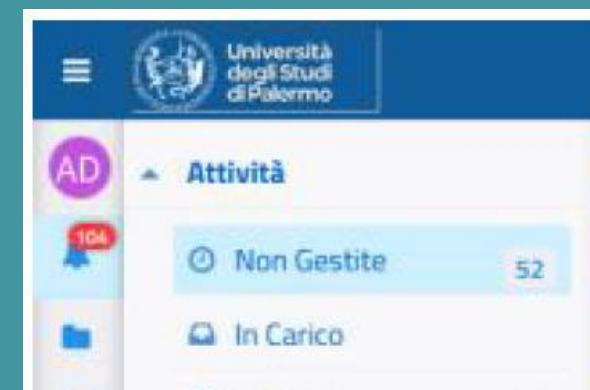 Università
degli Studi
di Palermo
AD
Attività
104
Non Gestite 52
In Carico